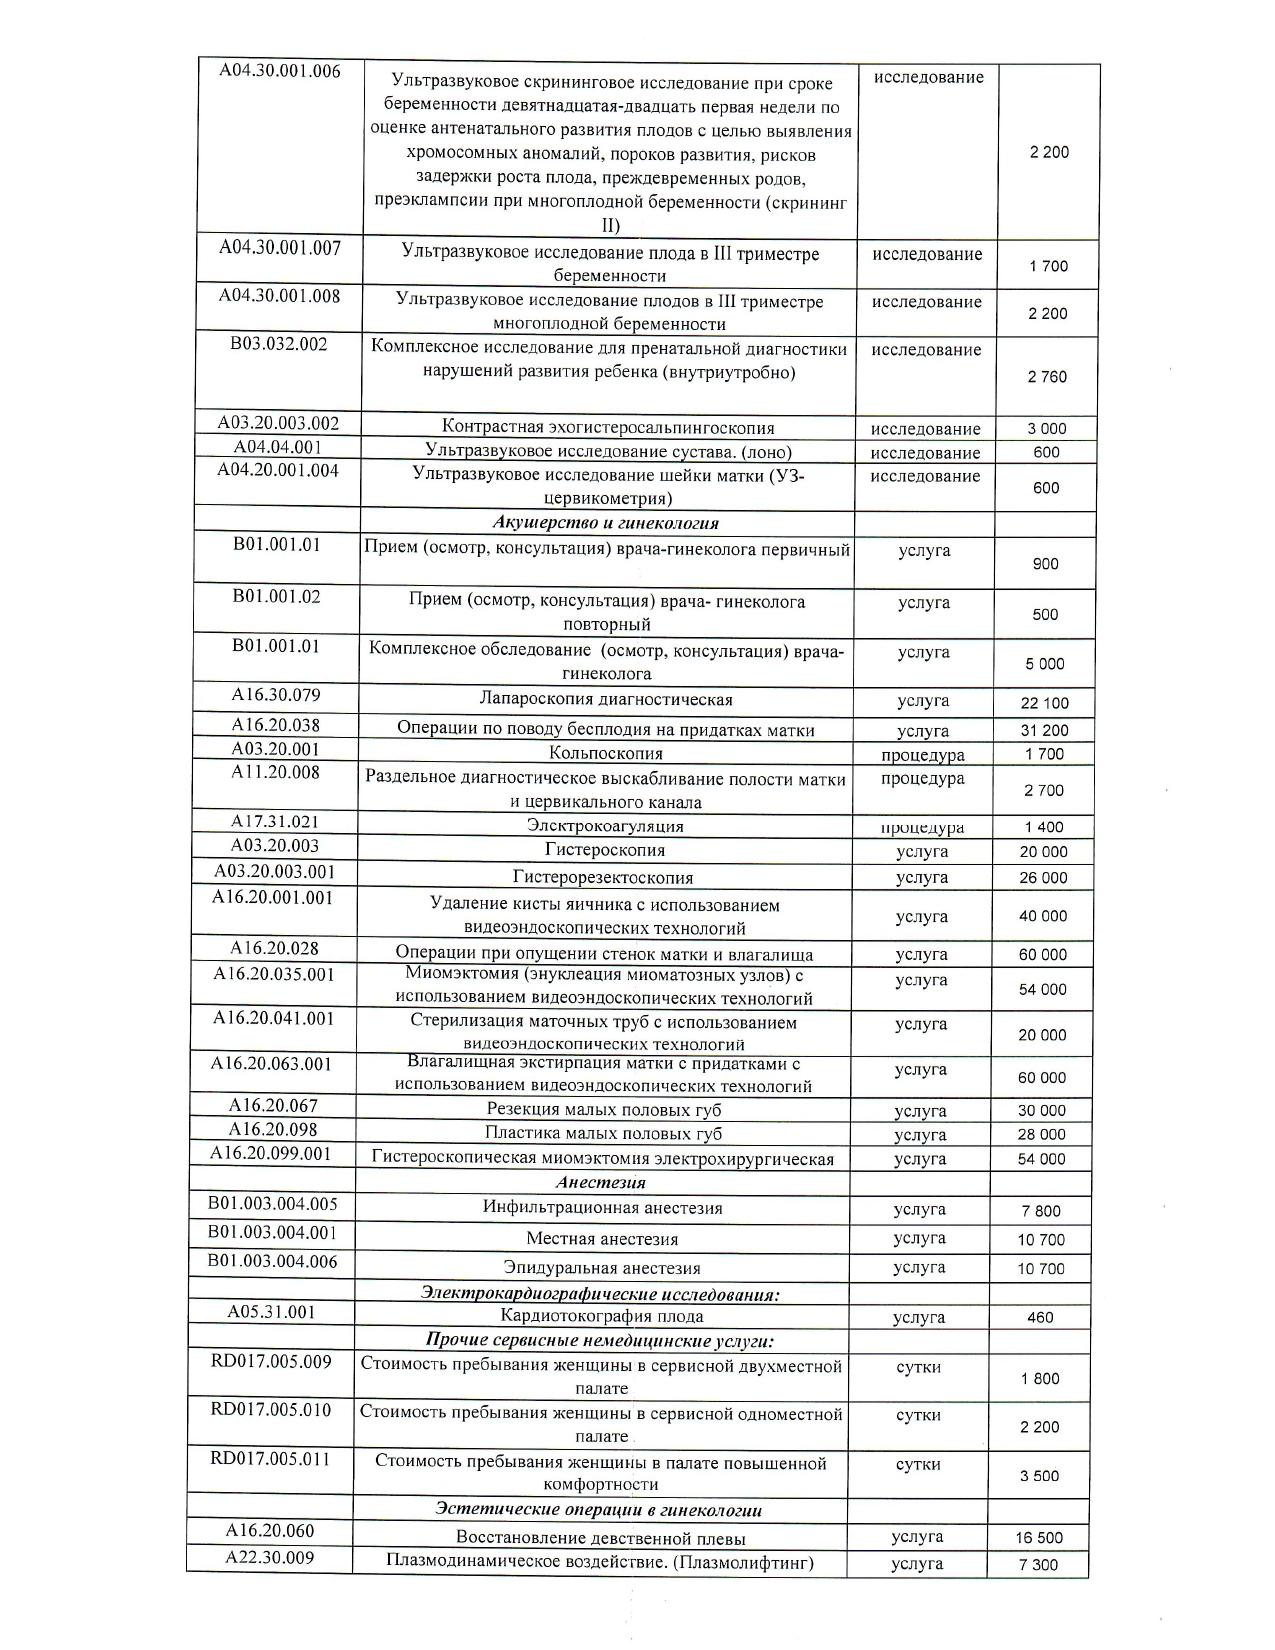 A04.30.001.006
Ультразвуковое скрининговое исследование при сроке
беременности девятнадцатая-двадцать первая недели по
оценке антенатального развития плодов с целью выявления
хромосомных аномалий, пороков развития, рисков
задержки роста плода, преждевременных родов,
преэклампсии при многоплодной беременности (скрининг
II)
исследование
2 200
A04.30.001.007
Ультразвуковое исследование плода в III триместре
беременности
исследование
1 700
A04.30.001.008
Ультразвуковое исследование плодов в III триместре
многоплодной беременности
исследование
2 200
B03.032.002
Комплексное исследование для пренатальной диагностики
нарушений развития ребенка (внутриутробно)
исследование
2 760
A03.20.003.002 Контрастная эхогистеросальпингоскопия исследование 3 000
A04.04.001 Ультразвуковое исследование сустава. (лоно) исследование 600
A04.20.001.004
Ультразвуковое исследование шейки матки (УЗ-
цервикометрия)
исследование
600
Акушерство и гинекология
B01.001.01 Прием (осмотр, консультация) врача-гинеколога первичный услуга 900
B01.001.02
Прием (осмотр, консультация) врача- гинеколога
повторный
услуга
500
B01.001.01
Комплексное обследование (осмотр, консультация) врача-
гинеколога
услуга
5 000
A16.30.079 Лапароскопия диагностическая услуга 22 100
A16.20.038 Операции по поводу бесплодия на придатках матки услуга 31 200
A03.20.001 Кольпоскопия процедура 1 700
A11.20.008
Раздельное диагностическое выскабливание полости матки
и цервикального канала
процедура
2 700
A17.31.021 Электрокоагуляция процедура 1 400
A03.20.003 Гистероскопия услуга 20 000
A03.20.003.001 Гистерорезектоскопия услуга 26 000
A16.20.001.001
Удаление кисты яичника с использованием
видеоэндоскопических технологий
услуга
40 000
A16.20.028 Операции при опущении стенок матки и влагалища услуга 60 000
A16.20.035.001
Миомэктомия (энуклеация миоматозных узлов) с
использованием видеоэндоскопических технологий
услуга
54 000
A16.20.041.001
Стерилизация маточных труб с использованием
видеоэндоскопических технологий
услуга
20 000
A16.20.063.001
Влагалищная экстирпация матки с придатками с
использованием видеоэндоскопических технологий
услуга
60 000
A16.20.067 Резекция малых половых губ услуга 30 000
A16.20.098 Пластика малых половых губ услуга 28 000
A16.20.099.001 Гистероскопическая миомэктомия электрохирургическая услуга 54 000
Анестезия
B01.003.004.005 Инфильтрационная анестезия услуга 7 800
B01.003.004.001 Местная анестезия услуга 10 700
B01.003.004.006 Эпидуральная анестезия услуга 10 700
Электрокардиографические исследования:
A05.31.001 Кардиотокография плода услуга 460
Прочие сервисные немедицинские услуги:
RD017.005.009
Стоимость пребывания женщины в сервисной двухместной
палате
сутки
1 800
RD017.005.010
Стоимость пребывания женщины в сервисной одноместной
палате
сутки
2 200
RD017.005.011
Стоимость пребывания женщины в палате повышенной
комфортности
сутки
3 500
Эстетические операции в гинекологии
A16.20.060 Восстановление девственной плевы услуга 16 500
A22.30.009 Плазмодинамическое воздействие. (Плазмолифтинг) услуга 7 300